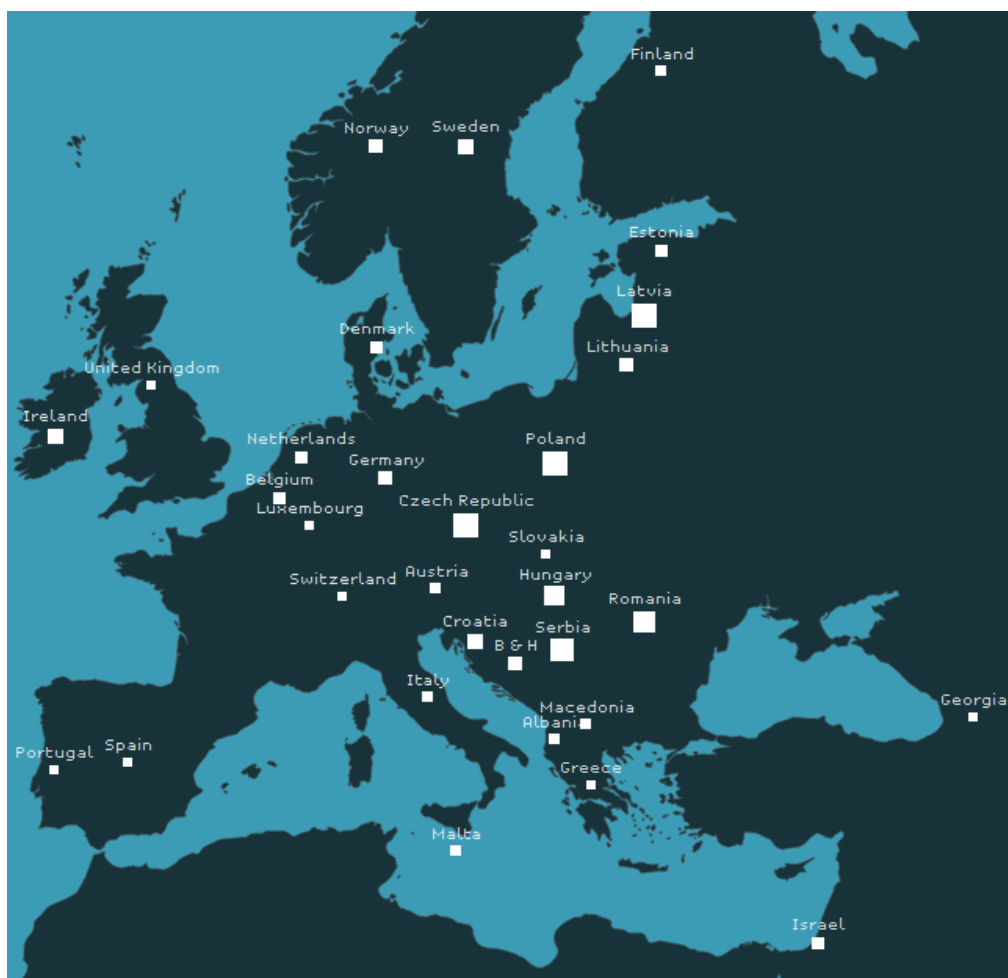 Finland
Norway
Sweden
Estonia
Latvia
Denmark
Lithuania
United Kingdom
Ireland
Netherlands
Poland
Germany
Belgium
Czech Republic
Luxembourg
Slovakia
Austria
Hungary
Switzerland
Romania
Croatia
Serbia
B & H
Italy
Georgia
Macedonia
Albania
Spain
Portugal
Greece
Malta
Israel